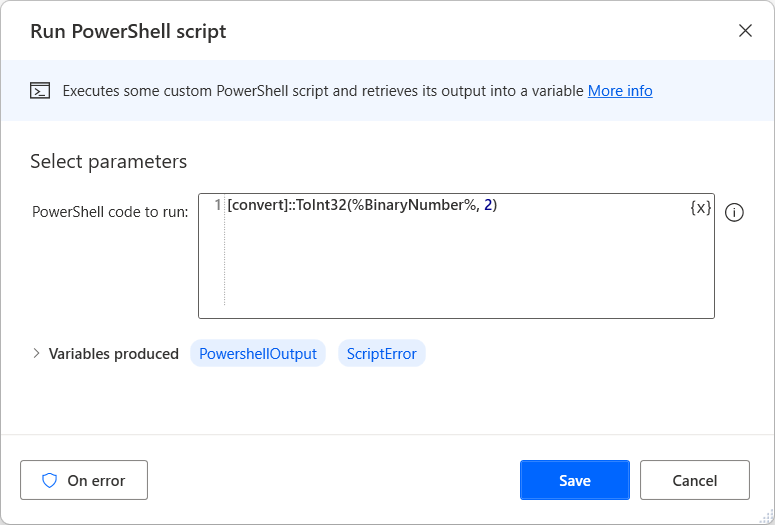 Run PowerShell script
Executes some custom PowerShell script and retrieves its output into a variable More info
Select parameters
PowerShell code to run:
1 [convert]::ToInt32(%BinaryNumber%, 2)
{x}
Variables produced PowershellOutput ScriptError
On error Save Cancel